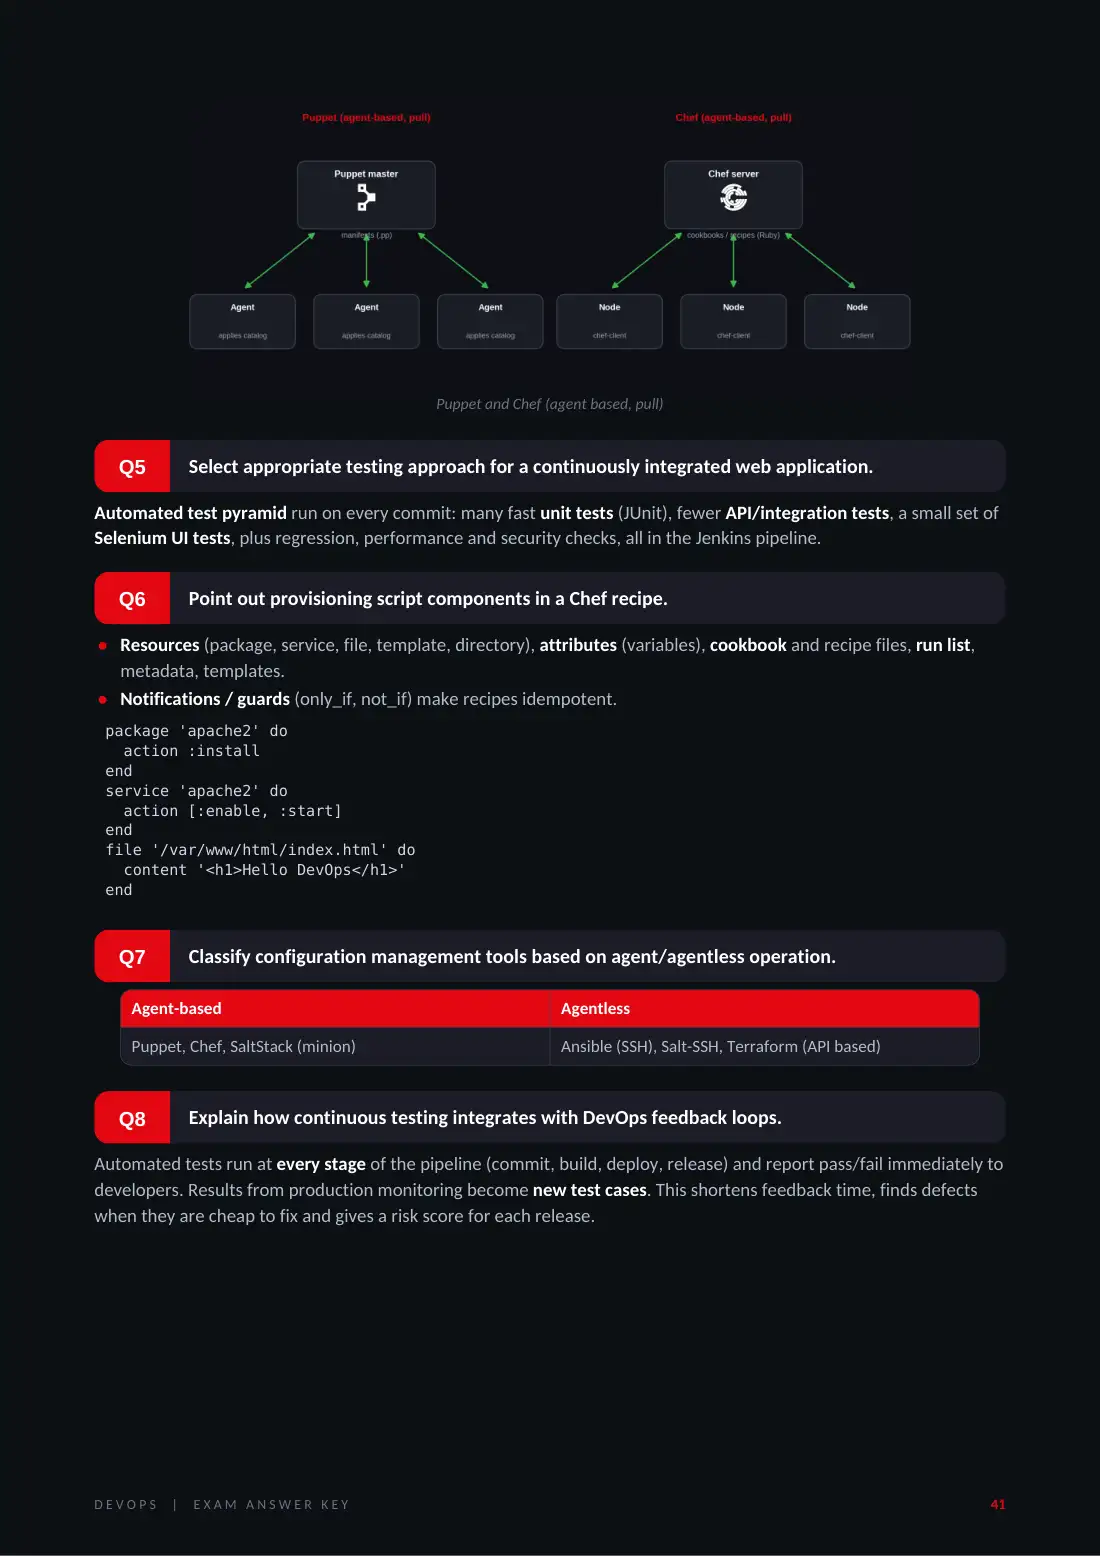 Puppet (agent-based, pull)
Chef (agent-based, pull)
Puppet master
Chef server
manifests (.pp)
cookbooks / recipes (Ruby)
Agent
Agent
Agent
Node
Node
Node
applies catalog
applies catalog
applies catalog
chef-client
chef-client
chef-client
Puppet and Chef (agent based, pull)
Q5 Select appropriate testing approach for a continuously integrated web application.
Automated test pyramid run on every commit: many fast unit tests (JUnit), fewer API/integration tests, a small set of
Selenium UI tests, plus regression, performance and security checks, all in the Jenkins pipeline.
Q6 Point out provisioning script components in a Chef recipe.
• Resources (package, service, file, template, directory), attributes (variables), cookbook and recipe files, run list,
metadata, templates.
• Notifications / guards (only_if, not_if) make recipes idempotent.
package 'apache2' do
  action :install
end
service 'apache2' do
  action [:enable, :start]
end
file '/var/www/html/index.html' do
  content '<h1>Hello DevOps</h1>'
end
Q7 Classify configuration management tools based on agent/agentless operation.
Agent-based Agentless
Puppet, Chef, SaltStack (minion) Ansible (SSH), Salt-SSH, Terraform (API based)
Q8 Explain how continuous testing integrates with DevOps feedback loops.
Automated tests run at every stage of the pipeline (commit, build, deploy, release) and report pass/fail immediately to
developers. Results from production monitoring become new test cases. This shortens feedback time, finds defects
when they are cheap to fix and gives a risk score for each release.
DEVOPS | EXAM ANSWER KEY 41